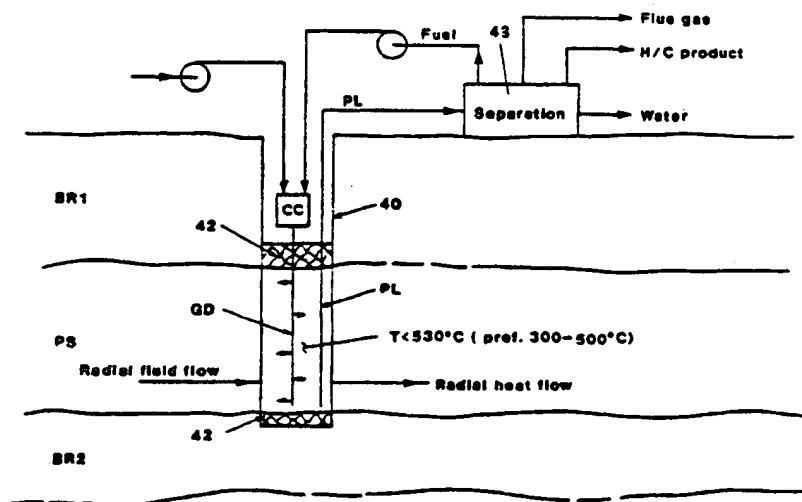 Flue gas
Fuel
43
H/C product
PL
Separation
Water
BR1
CC
40
42
PL
GD
T<530°C ( pref. 300-500°C)
PS
Radial field flow
Radial heat flow
42
BR2